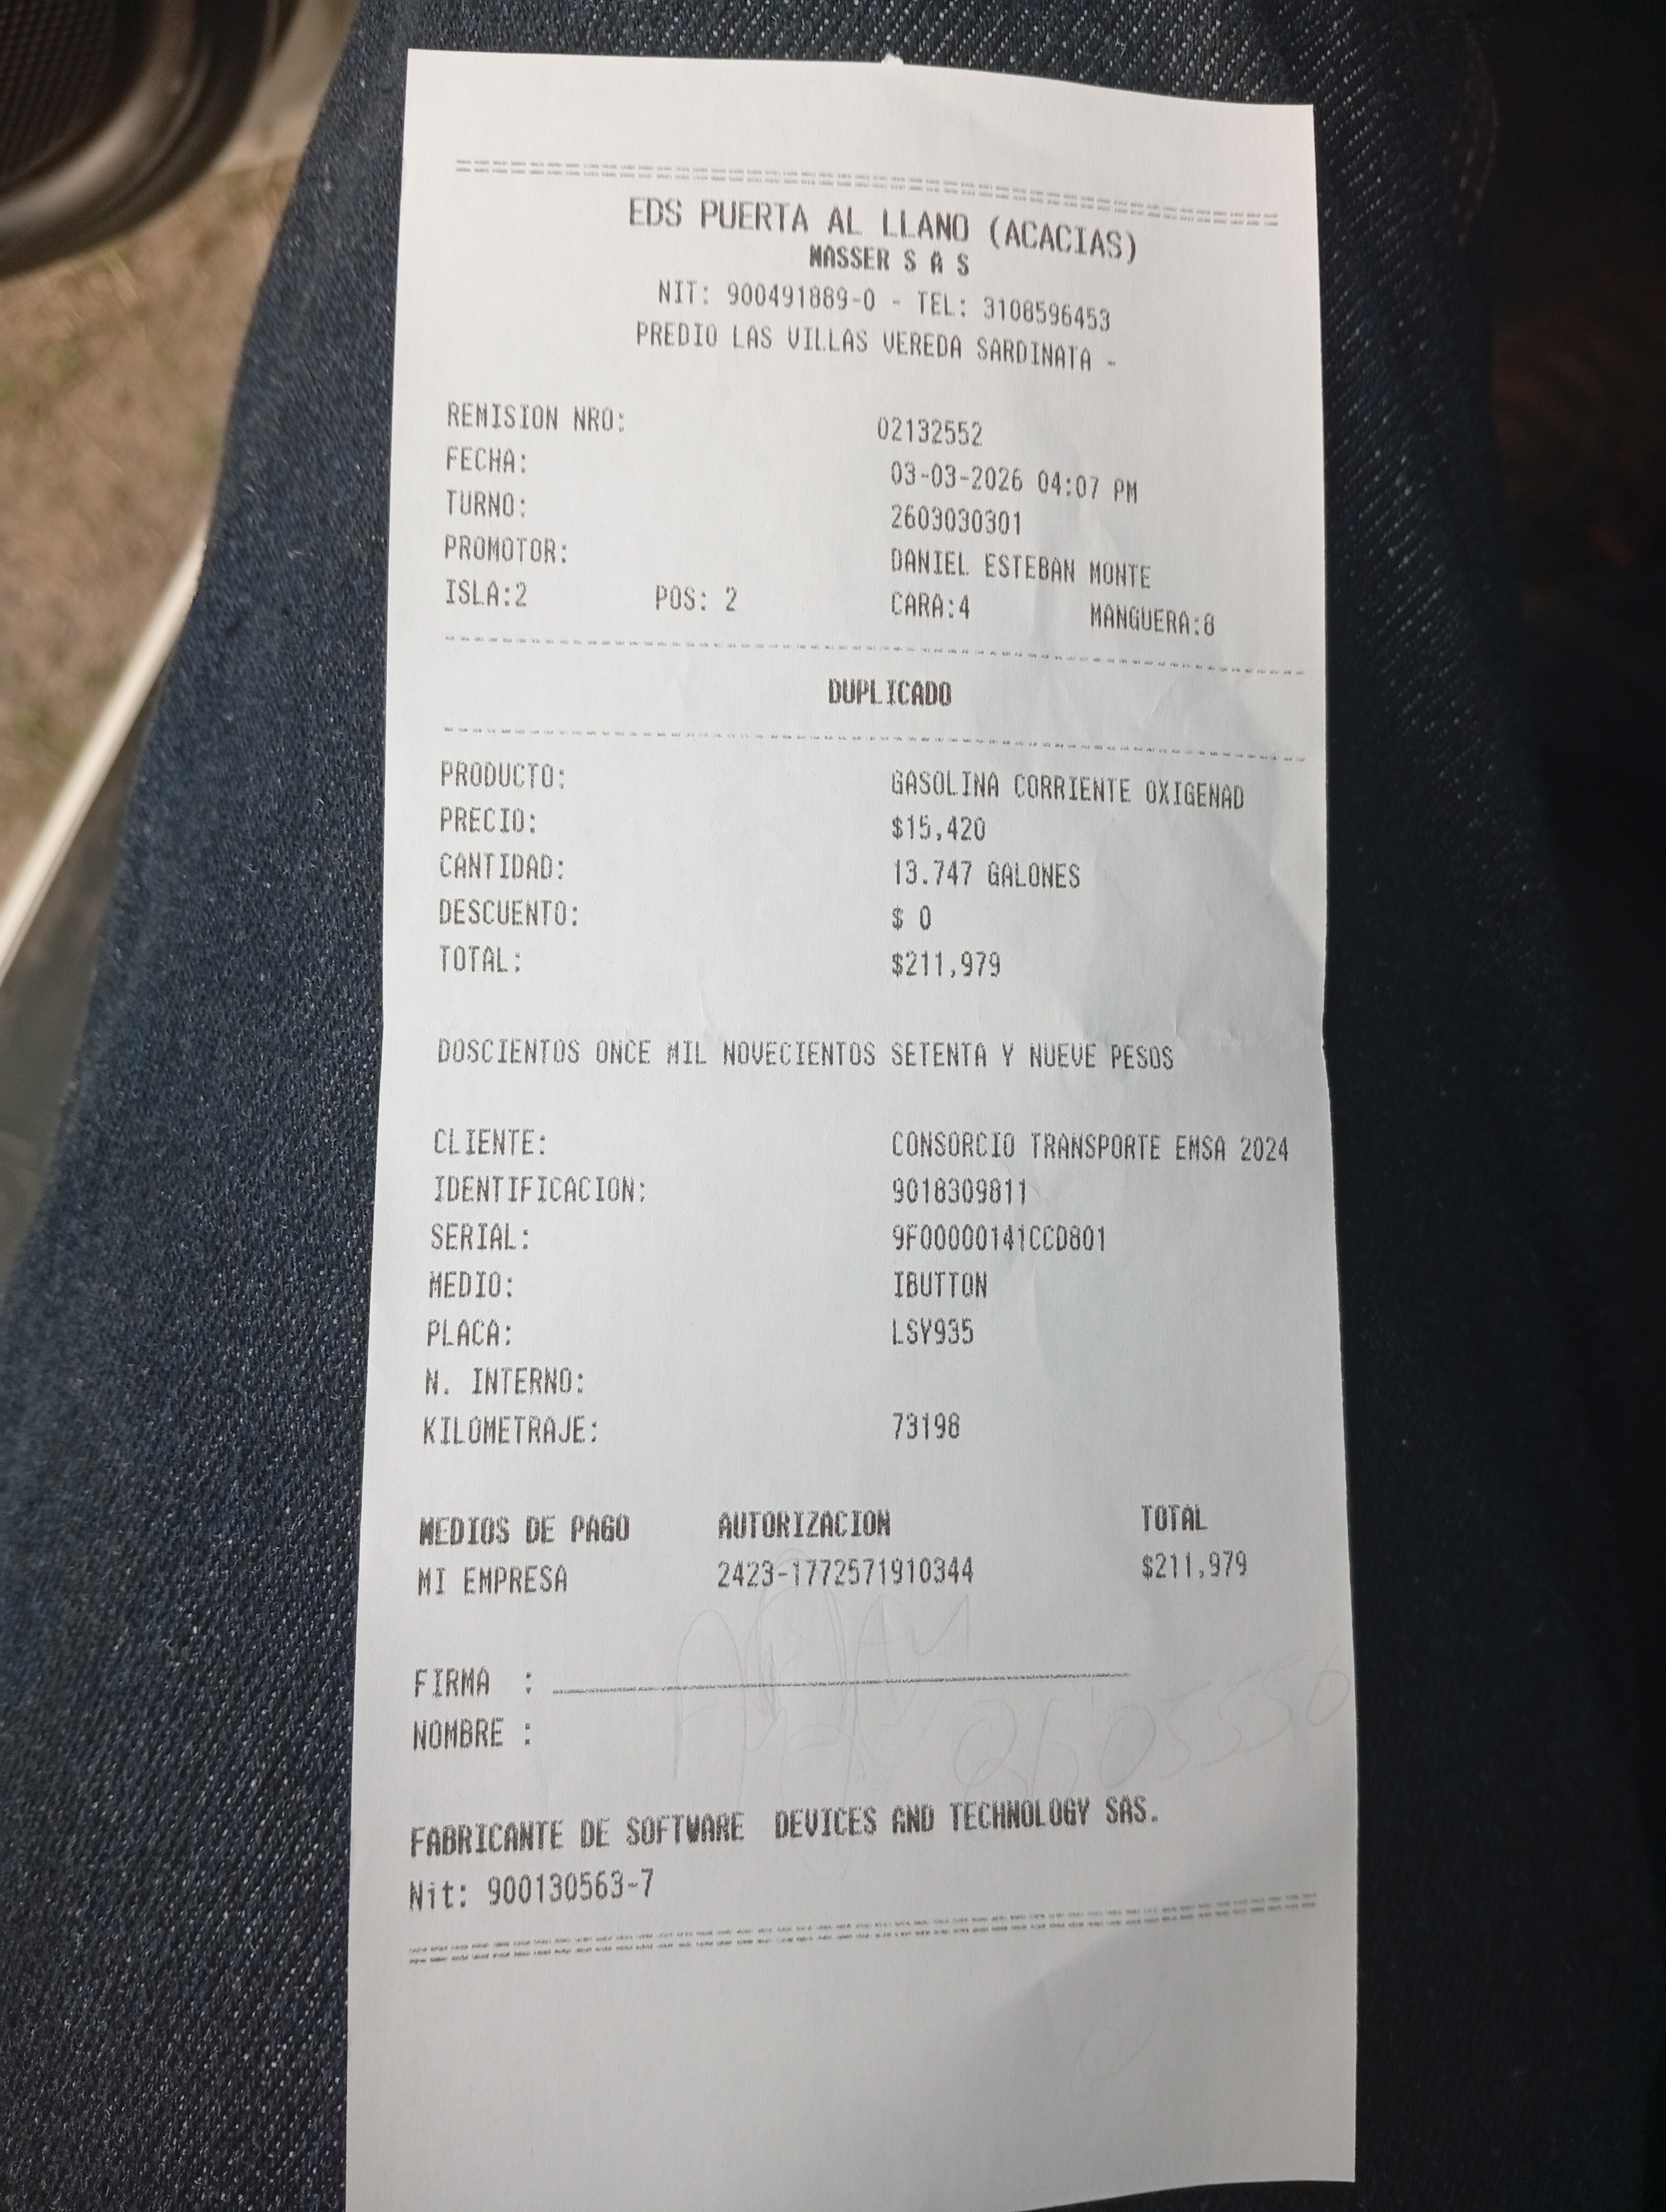 EDS PUERTA AL LLANO (ACACIAS)
MASSER S A S
NIT: 900491889-0 - TEL: 3108596453
PREDIO LAS VILLAS VEREDA SARDINATA -
REMISION NRO: 02132552
FECHA: 03-03-2026 04:07 PM
TURNO: 2603030301
PROMOTOR: DANIEL ESTEBAN MONTE
ISLA:2 POS: 2 CARA:4 MANGUERA:8
DUPLICADO
PRODUCTO: GASOLINA CORRIENTE OXIGENAD
PRECIO: $15,420
CANTIDAD: 13.747 GALONES
DESCUENTO: $ 0
TOTAL: $211,979
DOSCIENTOS ONCE MIL NOVECIENTOS SETENTA Y NUEVE PESOS
CLIENTE: CONSORCIO TRANSPORTE EMSA 2024
IDENTIFICACION: 9018309811
SERIAL: 9F00000141CCD801
MEDIO: IBUTTON
PLACA: LSY935
N. INTERNO:
KILOMETRAJE: 73198
MEDIOS DE PAGO AUTORIZACION TOTAL
MI EMPRESA 2423-1772571910344 $211,979
FIRMA :
NOMBRE :
FABRICANTE DE SOFTWARE DEVICES AND TECHNOLOGY SAS.
Nit: 900130563-7